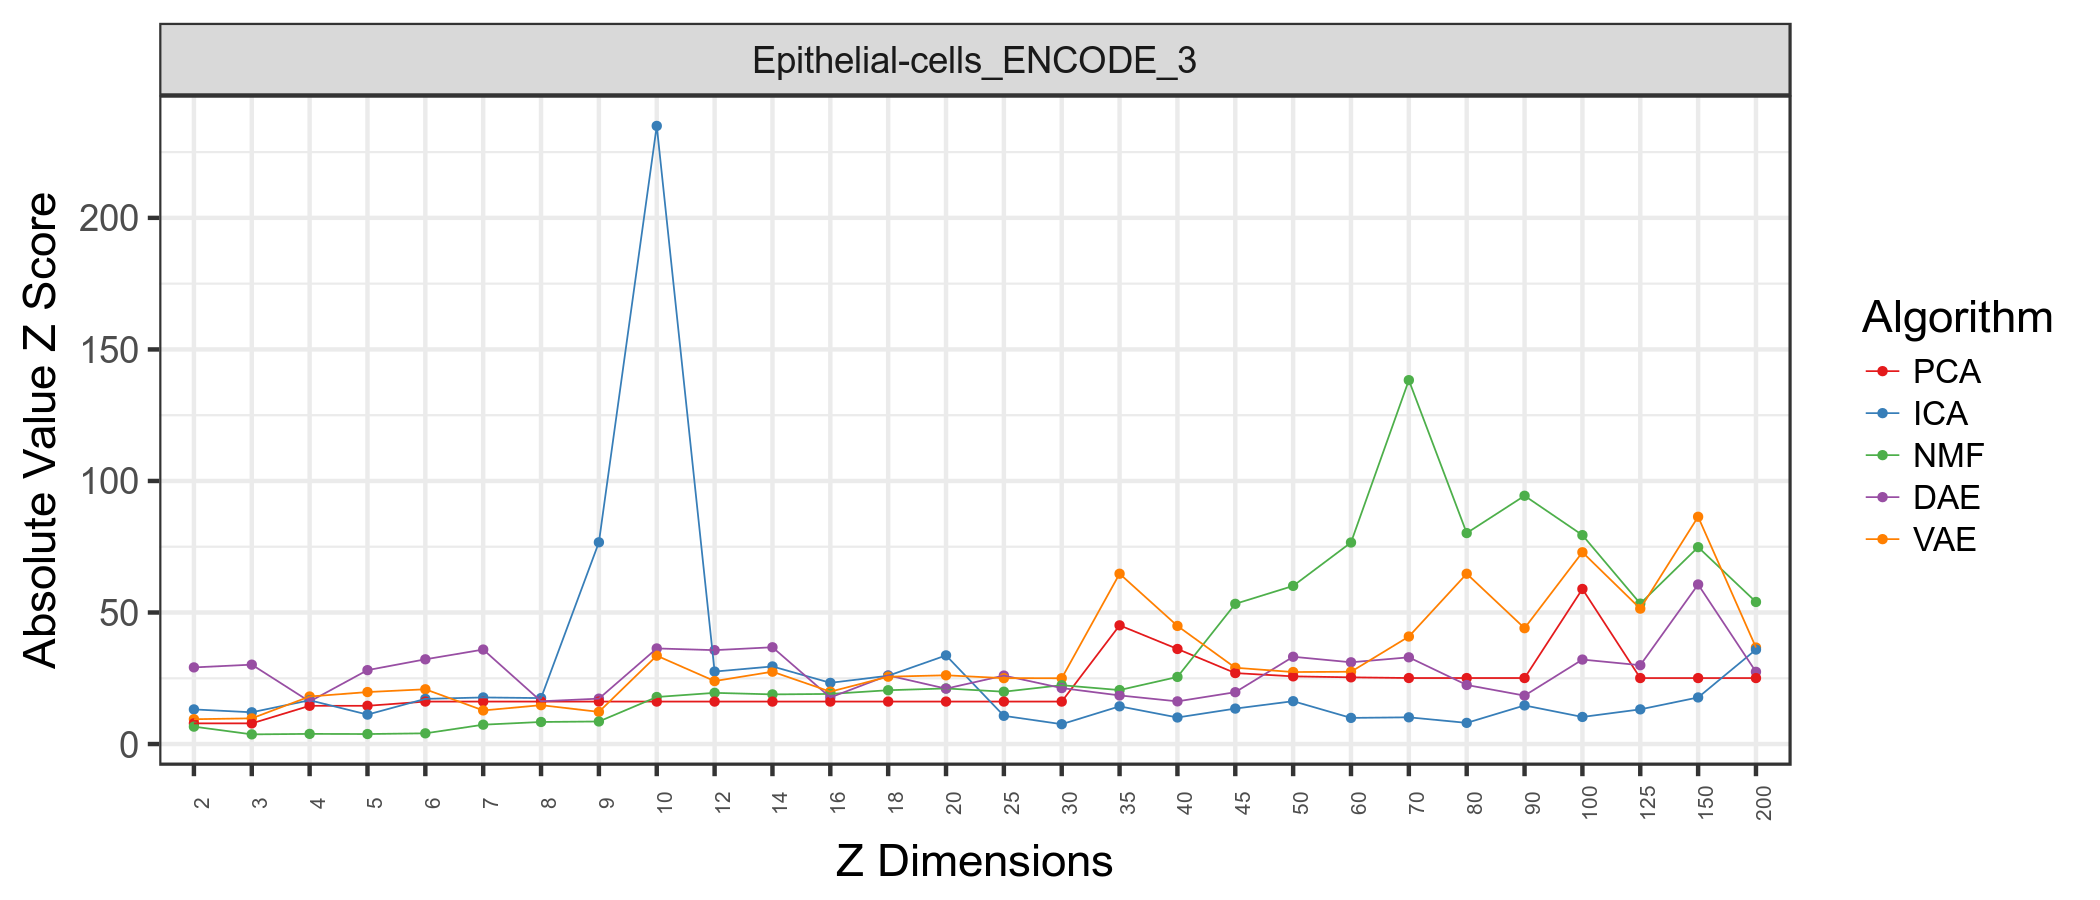 Epithelial-cells_ENCODE_3
Absolute Value Z Score
200
150
100
50
0
2 3 4 5 6 7 8 9 10 12 14 16 18 20 25 30 35 40 45 50 60 70 80 90 100 125 150 200
Z Dimensions
Algorithm
PCA
ICA
NMF
DAE
VAE